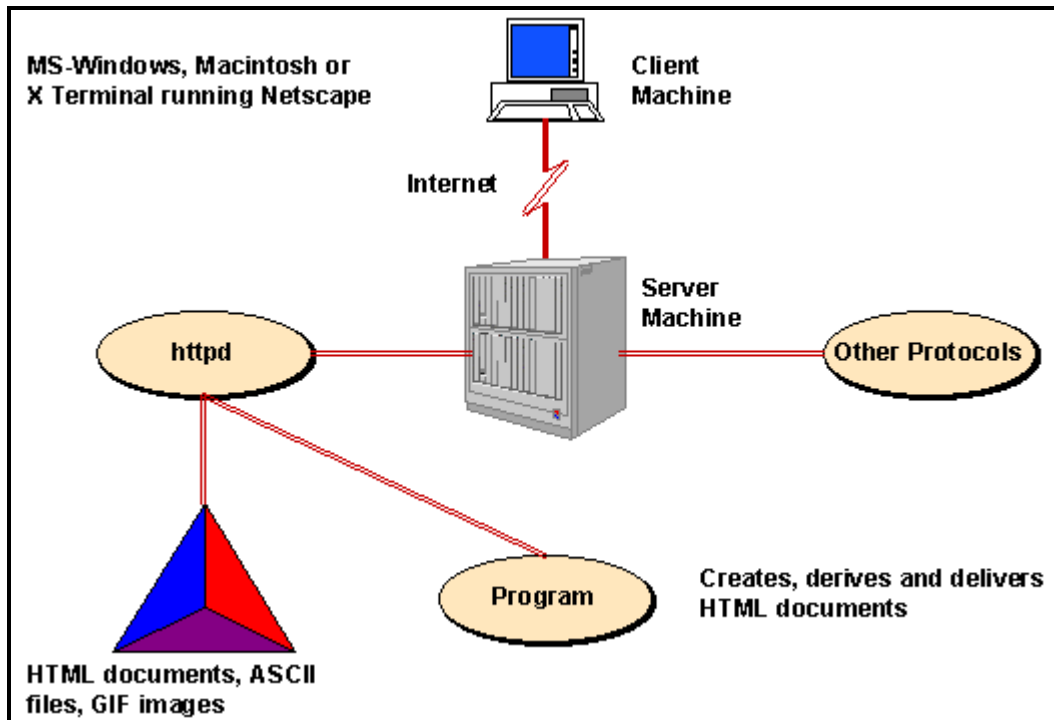 MS-Windows, Macintosh or
X Terminal running Netscape
Client
Machine
Internet
Server
Machine
httpd
Other Protocols
Program
Creates, derives and delivers
HTML documents
HTML documents, ASCII
files, GIF images